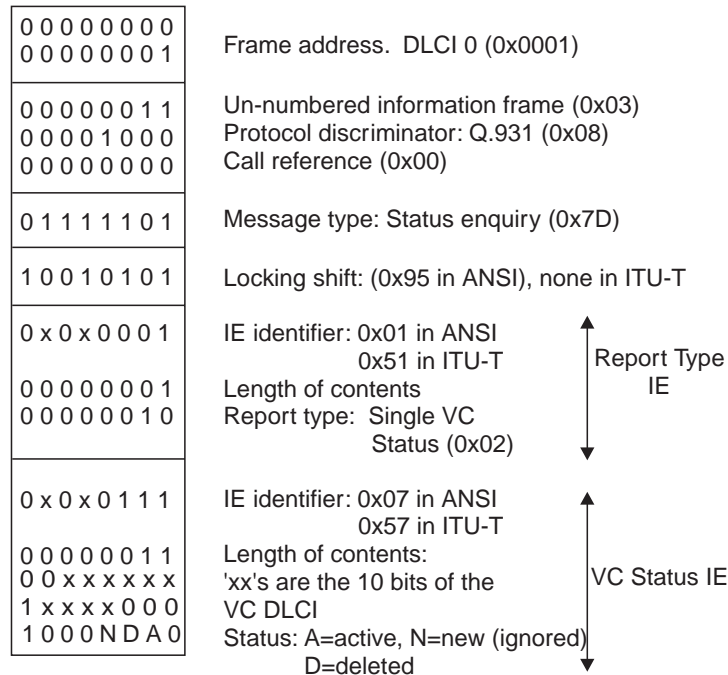 0 0 0 0 0 0 0 0
0 0 0 0 0 0 0 1 Frame address. DLCI 0 (0x0001)
0 0 0 0 0 0 1 1 Un-numbered information frame (0x03)
0 0 0 0 1 0 0 0 Protocol discriminator: Q.931 (0x08)
0 0 0 0 0 0 0 0 Call reference (0x00)
0 1 1 1 1 1 0 1 Message type: Status enquiry (0x7D)
1 0 0 1 0 1 0 1 Locking shift: (0x95 in ANSI), none in ITU-T
0 x 0 x 0 0 0 1 IE identifier: 0x01 in ANSI
0x51 in ITU-T
0 0 0 0 0 0 0 1 Length of contents
0 0 0 0 0 0 1 0 Report type: Single VC
Status (0x02)
Report Type
IE
0 x 0 x 0 1 1 1 IE identifier: 0x07 in ANSI
0x57 in ITU-T
0 0 0 0 0 0 1 1 Length of contents:
0 0 x x x x x x 'xx's are the 10 bits of the
1 x x x x 0 0 0 VC DLCI
1 0 0 0 N D A 0 Status: A=active, N=new (ignored)
D=deleted
VC Status IE